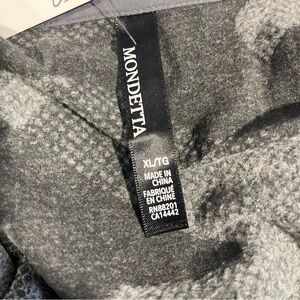 MONDETTA
XL/TG
MADE IN
CHINA
FABRIQUÉ
EN CHINE
RN88201
CA14442